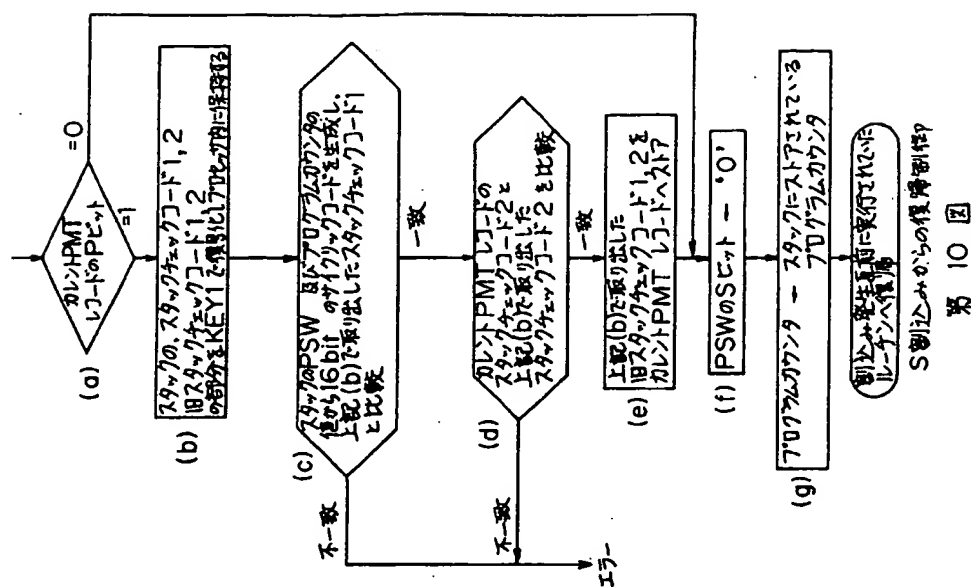 カレントPMT
レコードのPビット
=0
=1
(a)
スタックの、スタックチェックコード1,2
旧スタックチェックコード1,2
の部分をKEY1で復号化しプロセッサ内に保持する
(b)
スタックのPSW 及びプログラムカウンタの
値から16bit のサイクリックコードを生成し、
上記(b)で取り出したスタックチェックコード1
と比較
(c)
不一致
一致
カレントPMTレコードの
スタックチェックコード2と
上記(b)で取り出した
スタックチェックコード2を比較
(d)
不一致
一致
エラー
上記(b)で取り出した
旧スタックチェックコード1,2を
カレントPMT レコードへストア
(e)
PSWのSビット ← '0'
(f)
プログラムカウンタ ← スタックにストアされている
プログラムカウンタ
(g)
割込み発生直前に実行されていた
ルーチンへ復帰
S割込みからの復帰制御
第 10 図